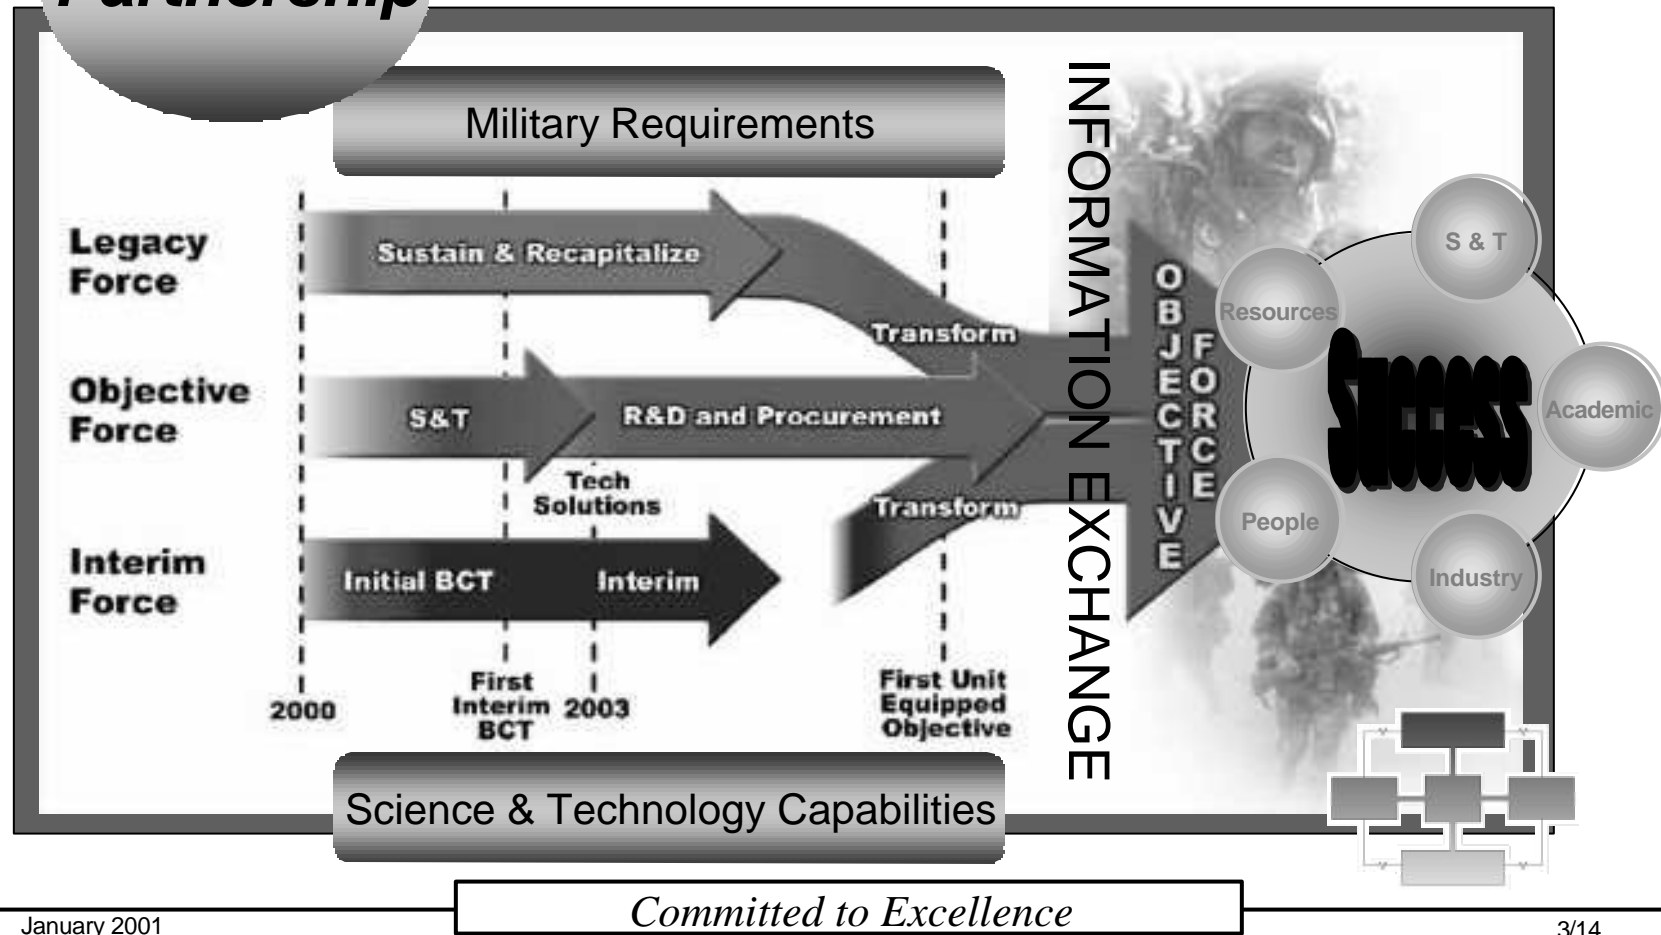 Partnership
Military Requirements
INFORMATION EXCHANGE
Legacy
Force
Sustain & Recapitalize
Transform
Objective
Force
S&T
R&D and Procurement
Tech
Solutions
Transform
Interim
Force
Initial BCT
Interim
2000
First
Interim
BCT
2003
First Unit
Equipped
Objective
OBJECTIVE
FORCE
S & T
Resources
Success
Academic
People
Industry
Science & Technology Capabilities
Committed to Excellence
January 2001
3/14